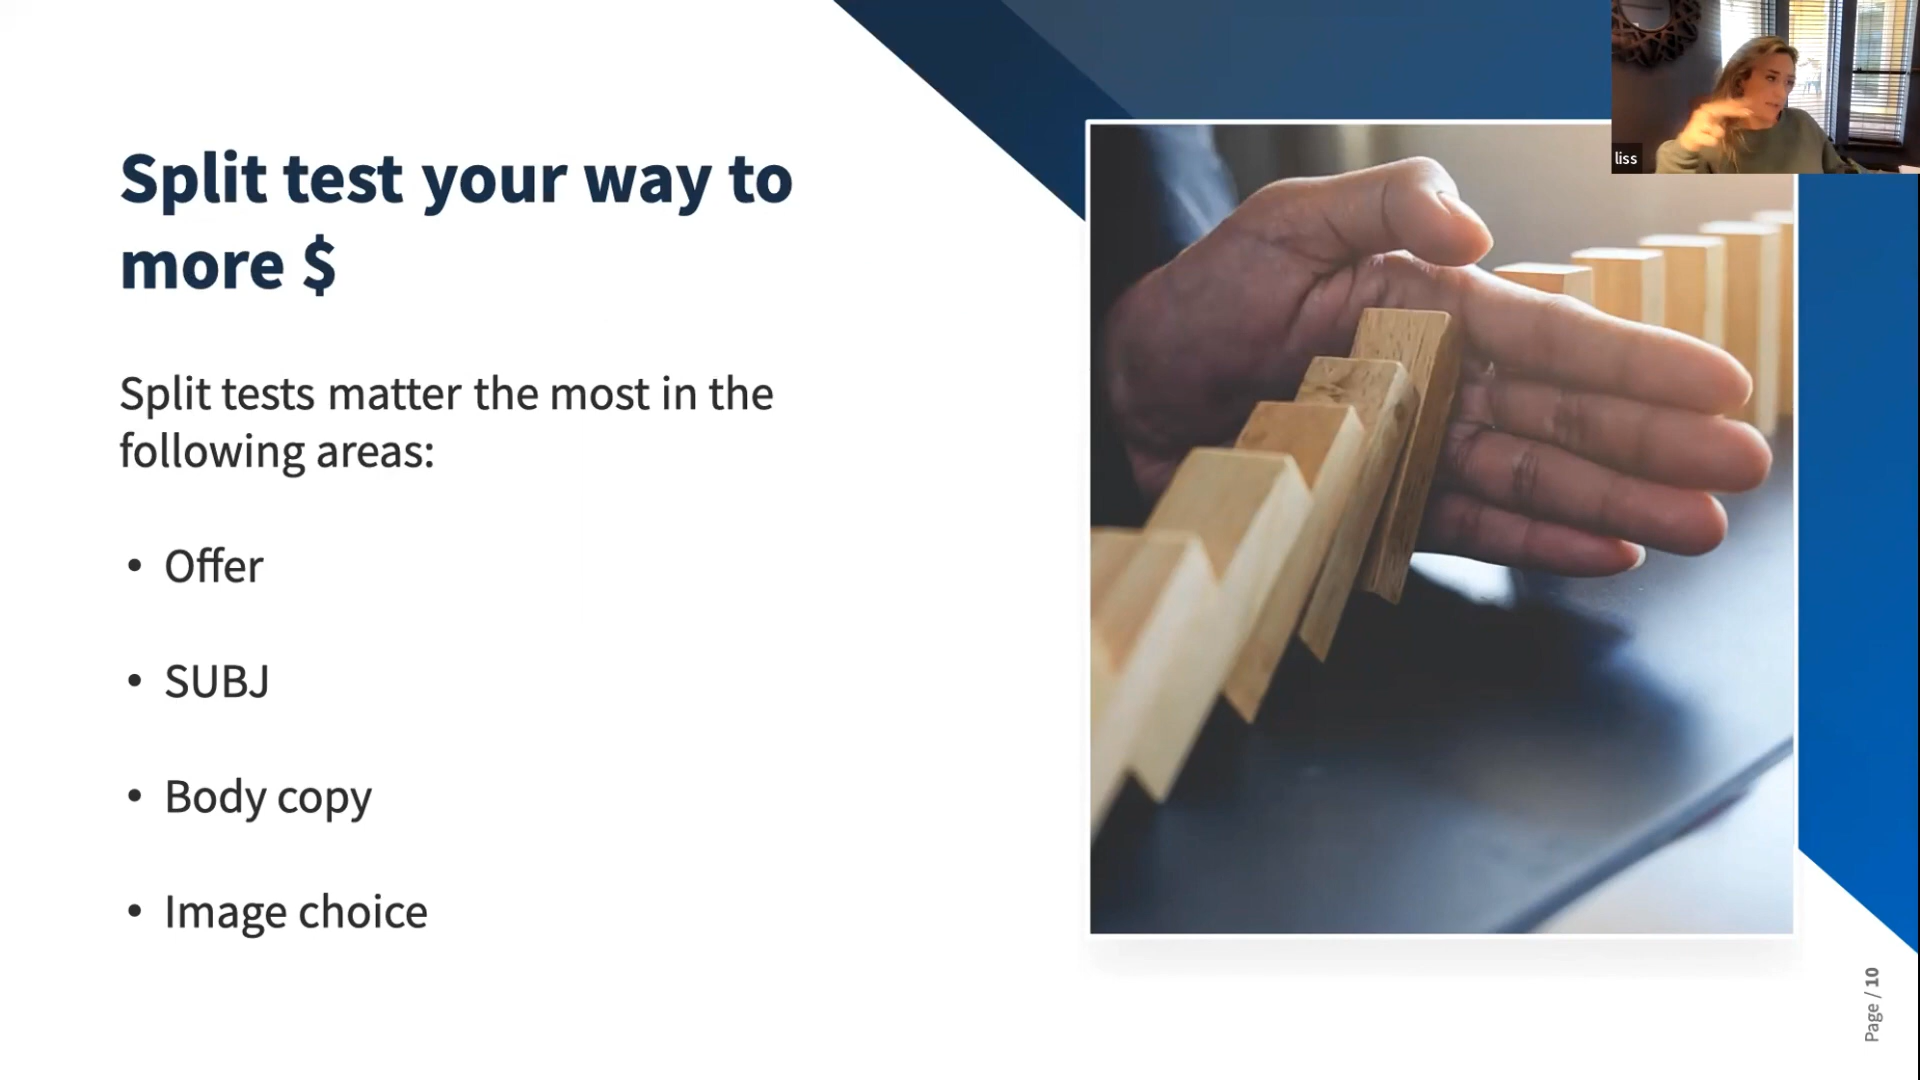 Split test your way to
more $
Split tests matter the most in the
following areas:
• Offer
• SUBJ
• Body copy
• Image choice
liss
Page / 10